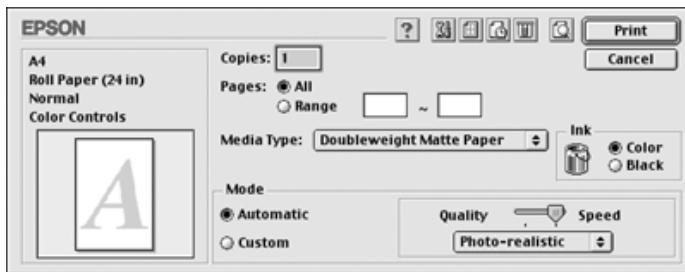 EPSON
?
Print
Cancel
A4
Roll Paper (24 in)
Normal
Color Controls
A
Copies: 1
Pages: All
Range ~
Media Type: Doubleweight Matte Paper
Ink
Color
Black
Mode
Automatic
Custom
Quality Speed
Photo-realistic